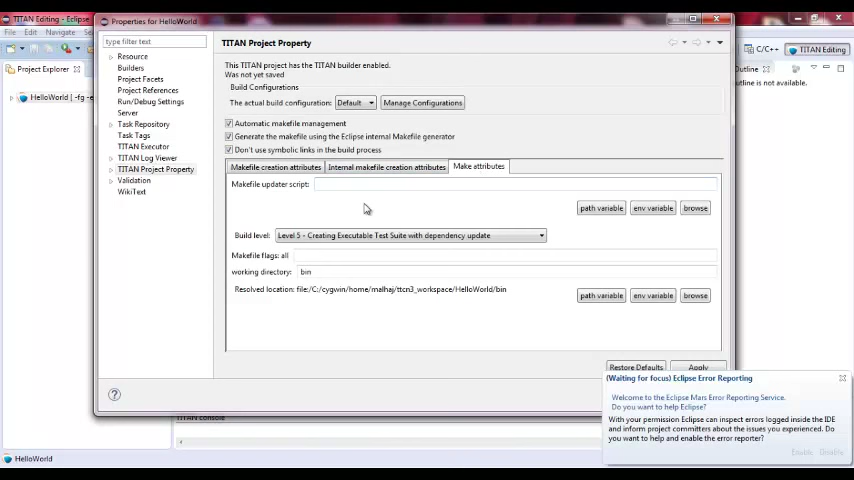 TITAN Editing - Eclipse
Properties for HelloWorld
File Edit Navigate
type filter text
TITAN Project Property
C/C++
TITAN Editing
Project Explorer
Outline
Resource
Builders
Project Facets
Project References
Run/Debug Settings
Server
Task Repository
Task Tags
TITAN Executor
TITAN Log Viewer
TITAN Project Property
Validation
WikiText
HelloWorld [ -fg -e
utline is not available.
This TITAN project has the TITAN builder enabled.
Was not yet saved
Build Configurations
The actual build configuration: Default Manage Configurations
Automatic makefile management
Generate the makefile using the Eclipse internal Makefile generator
Don't use symbolic links in the build process
Makefile creation attributes Internal makefile creation attributes Make attributes
Makefile updater script:
path variable env variable browse
Build level: Level 5 - Creating Executable Test Suite with dependency update
Makefile flags: all
working directory: bin
Resolved location: file:/C:/cygwin/home/malhaj/ttcn3_workspace/HelloWorld/bin
path variable env variable browse
Restore Defaults Apply
(Waiting for focus) Eclipse Error Reporting
Welcome to the Eclipse Mars Error Reporting Service.
Do you want to help Eclipse?
With your permission Eclipse can inspect errors logged inside the IDE
and inform project committers about the issues you experienced. Do
you want to help and enable the error reporter?
Enable Disable
TITAN console
HelloWorld